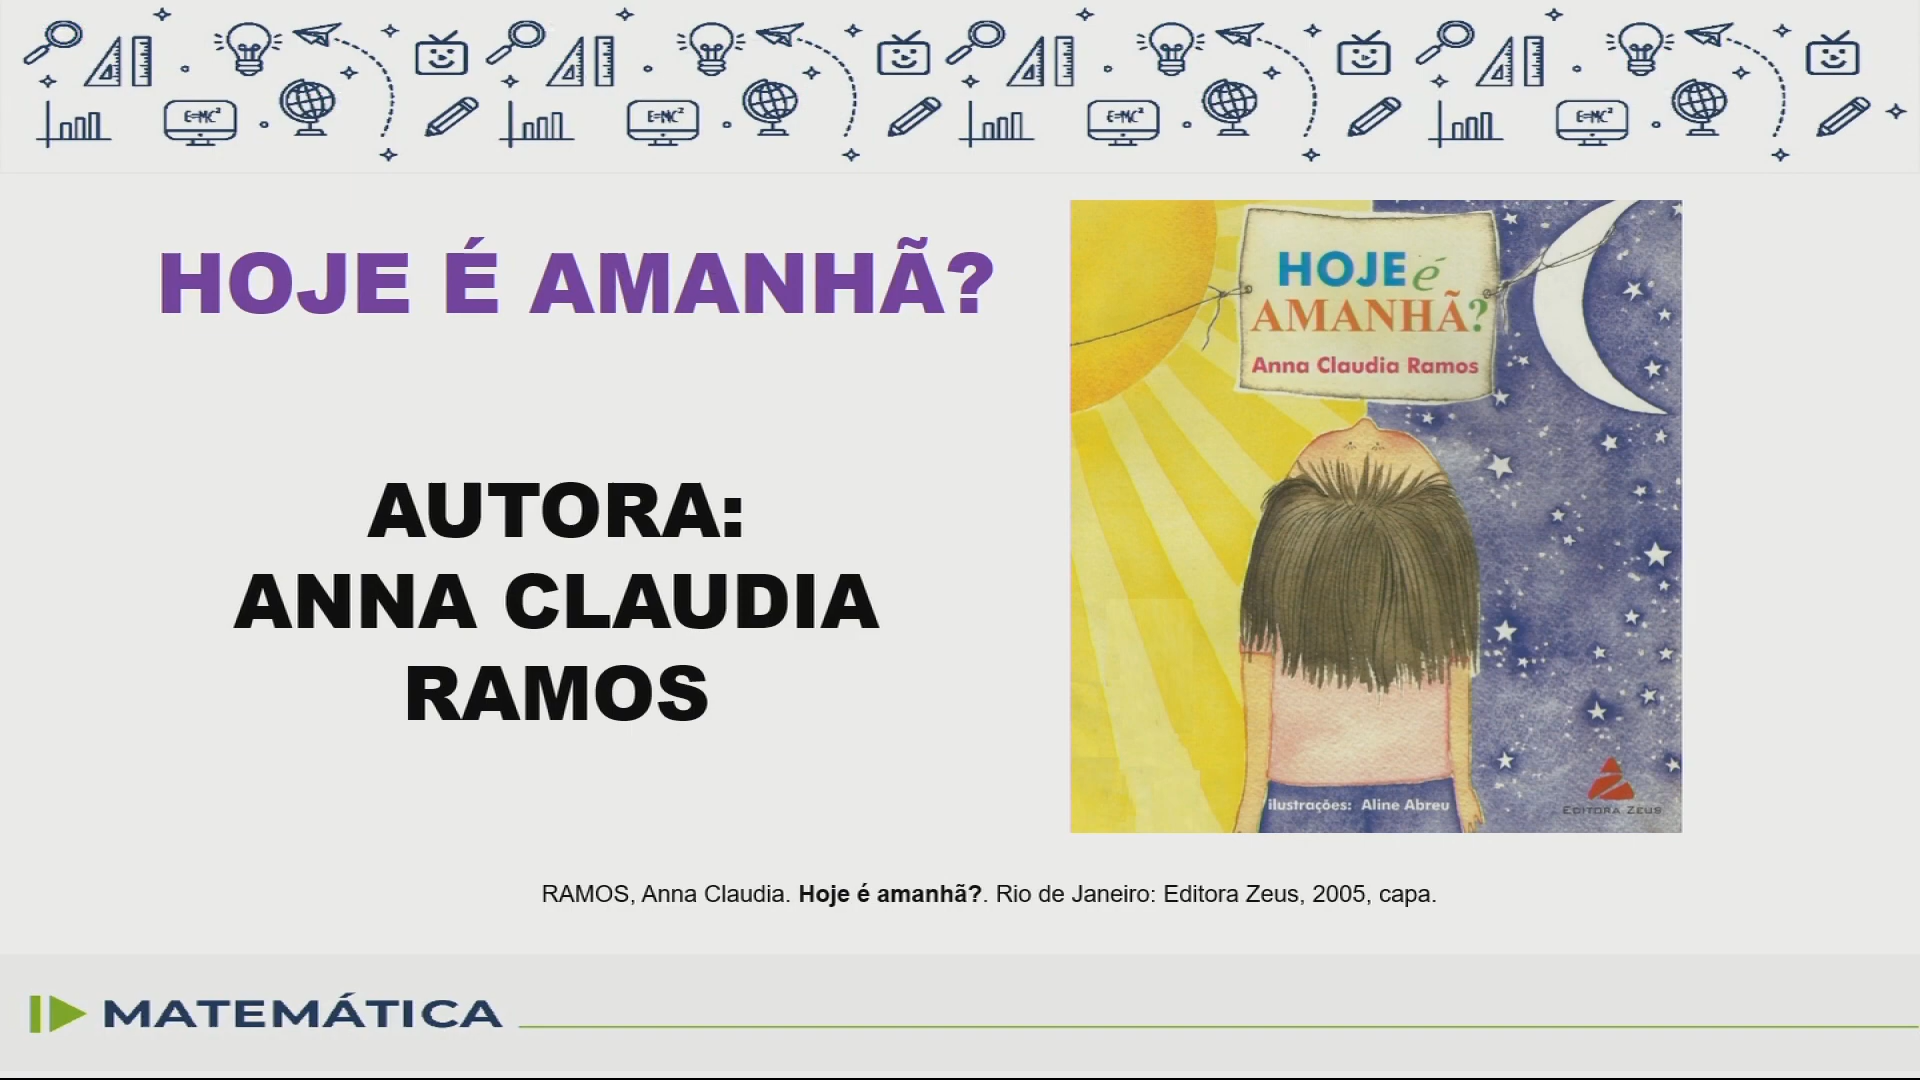 E=MC²
E=MC²
E=MC²
E=MC²
HOJE É AMANHÃ?
AUTORA:
ANNA CLAUDIA
RAMOS
HOJE é
AMANHÃ?
Anna Claudia Ramos
ilustrações: Aline Abreu
EDITORA ZEUS
RAMOS, Anna Claudia. Hoje é amanhã?. Rio de Janeiro: Editora Zeus, 2005, capa.
MATEMÁTICA